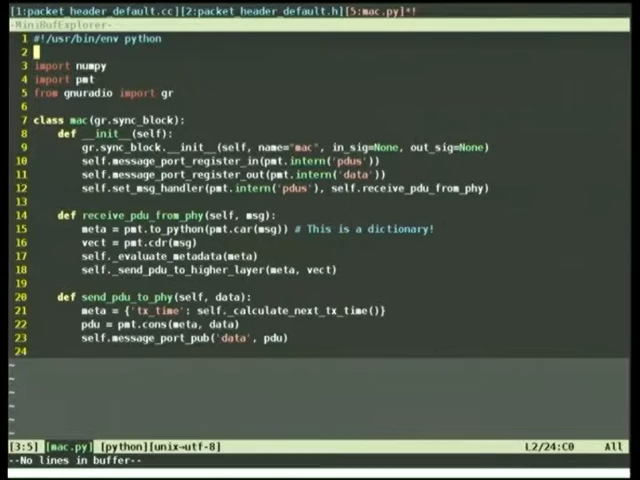 [1:packet_header_default.cc][2:packet_header_default.h][5:mac.py]*!
-MiniBufExplorer-
1 #!/usr/bin/env python
2
3 import numpy
4 import pmt
5 from gnuradio import gr
6
7 class mac(gr.sync_block):
8     def __init__(self):
9         gr.sync_block.__init__(self, name="mac", in_sig=None, out_sig=None)
10         self.message_port_register_in(pmt.intern('pdus'))
11         self.message_port_register_out(pmt.intern('data'))
12         self.set_msg_handler(pmt.intern('pdus'), self.receive_pdu_from_phy)
13
14     def receive_pdu_from_phy(self, msg):
15         meta = pmt.to_python(pmt.car(msg)) # This is a dictionary!
16         vect = pmt.cdr(msg)
17         self._evaluate_metadata(meta)
18         self._send_pdu_to_higher_layer(meta, vect)
19
20     def send_pdu_to_phy(self, data):
21         meta = {'tx_time': self._calculate_next_tx_time()}
22         pdu = pmt.cons(meta, data)
23         self.message_port_pub('data', pdu)
24
~
~
~
~
~
~
[3:5] [mac.py] [python][unix→utf-8] L2/24:C0 All
--No lines in buffer--